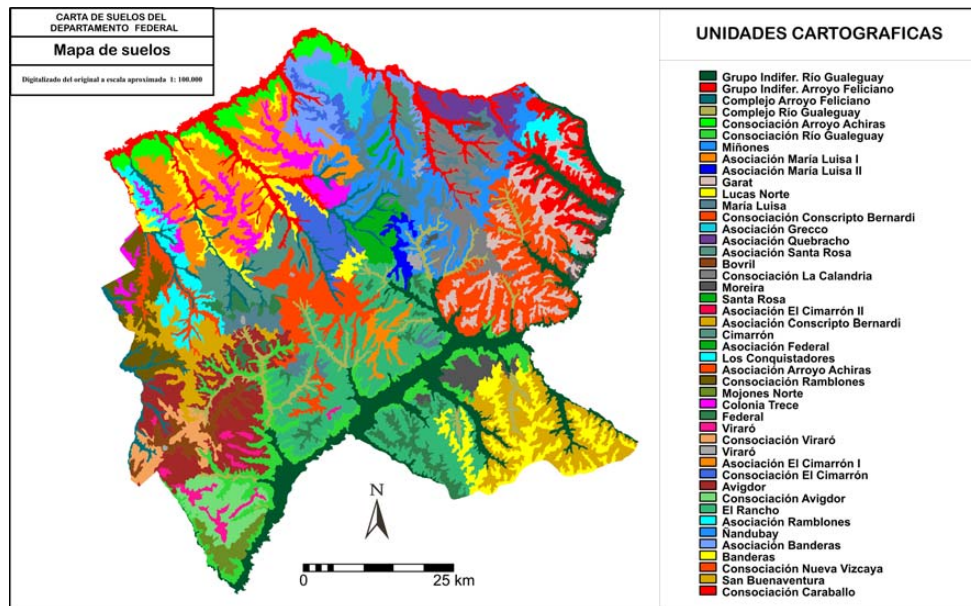 CARTA DE SUELOS DEL
DEPARTAMENTO FEDERAL
Mapa de suelos
Digitalizado del original a escala aproximada 1: 100.000
N
0 25 km
UNIDADES CARTOGRAFICAS
Grupo Indifer. Río Gualeguay
Grupo Indifer. Arroyo Feliciano
Complejo Arroyo Feliciano
Complejo Río Gualeguay
Consociación Arroyo Achiras
Consociación Río Gualeguay
Miñones
Asociación María Luisa I
Asociación María Luisa II
Garat
Lucas Norte
María Luisa
Consociación Conscripto Bernardi
Asociación Grecco
Asociación Quebracho
Asociación Santa Rosa
Bovril
Consociación La Calandria
Moreira
Santa Rosa
Asociación El Cimarrón II
Asociación Conscripto Bernardi
Cimarrón
Asociación Federal
Los Conquistadores
Asociación Arroyo Achiras
Consociación Ramblones
Mojones Norte
Colonia Trece
Federal
Viraró
Consociación Viraró
Viraró
Asociación El Cimarrón I
Consociación El Cimarrón
Avigdor
Consociación Avigdor
El Rancho
Asociación Ramblones
Ñandubay
Asociación Banderas
Banderas
Consociación Nueva Vizcaya
San Buenaventura
Consociación Caraballo